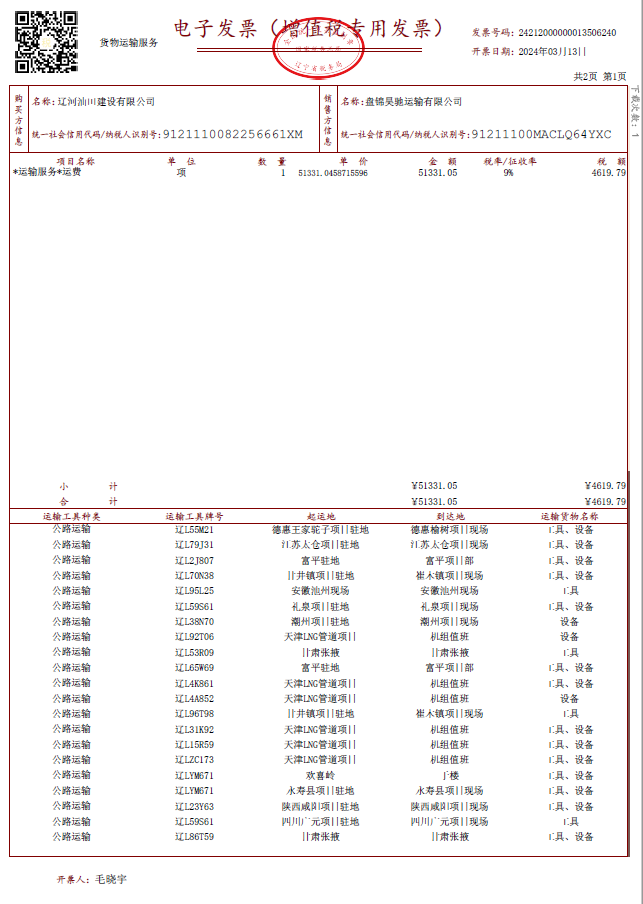 电子发票（增值税专用发票）
货物运输服务
发票号码：24212000000013506240
开票日期：2024年03月13日
共2页 第1页
下载次数：1
购买方信息
名称：辽河油田建设有限公司
统一社会信用代码/纳税人识别号：9121110082256661XM
销售方信息
名称：盘锦昊驰运输有限公司
统一社会信用代码/纳税人识别号：91211100MACLQ64YXC
项目名称 单 位 数 量 单 价 金 额 税率/征收率 税 额
*运输服务*运费 项 1 51331.0458715596 51331.05 9% 4619.79
小 计 ¥51331.05 ¥4619.79
合 计 ¥51331.05 ¥4619.79
运输工具种类 运输工具牌号 起运地 到达地 运输货物名称
公路运输 辽L55M21 德惠王家驼子项目驻地 德惠榆树项目现场 工具、设备
公路运输 辽L79J31 江苏太仓项目驻地 江苏太仓项目现场 工具、设备
公路运输 辽L2J807 富平驻地 富平项目部 工具、设备
公路运输 辽L70N38 甘井镇项目驻地 崔木镇项目现场 工具、设备
公路运输 辽L95L25 安徽池州现场 安徽池州现场 工具
公路运输 辽L59S61 礼泉项目驻地 礼泉项目现场 工具、设备
公路运输 辽L38N70 潮州项目驻地 潮州项目现场 设备
公路运输 辽L92T06 天津LNG管道项目 机组值班 设备
公路运输 辽L53R09 甘肃张掖 甘肃张掖 工具
公路运输 辽L65W69 富平驻地 富平项目部 工具、设备
公路运输 辽L4K861 天津LNG管道项目 机组值班 工具、设备
公路运输 辽L4A852 天津LNG管道项目 机组值班 设备
公路运输 辽L96T98 甘井镇项目驻地 崔木镇项目现场 工具
公路运输 辽L31K92 天津LNG管道项目 机组值班 工具、设备
公路运输 辽L15R59 天津LNG管道项目 机组值班 工具、设备
公路运输 辽LZC173 天津LNG管道项目 机组值班 工具、设备
公路运输 辽LYM671 欢喜岭 于楼 工具、设备
公路运输 辽LYM671 永寿县项目驻地 永寿县项目现场 工具、设备
公路运输 辽L23Y63 陕西咸阳项目驻地 陕西咸阳项目现场 工具、设备
公路运输 辽L59S61 四川广元项目驻地 四川广元项目现场 工具
公路运输 辽L86T59 甘肃张掖 甘肃张掖 工具、设备
开票人：毛晓宇